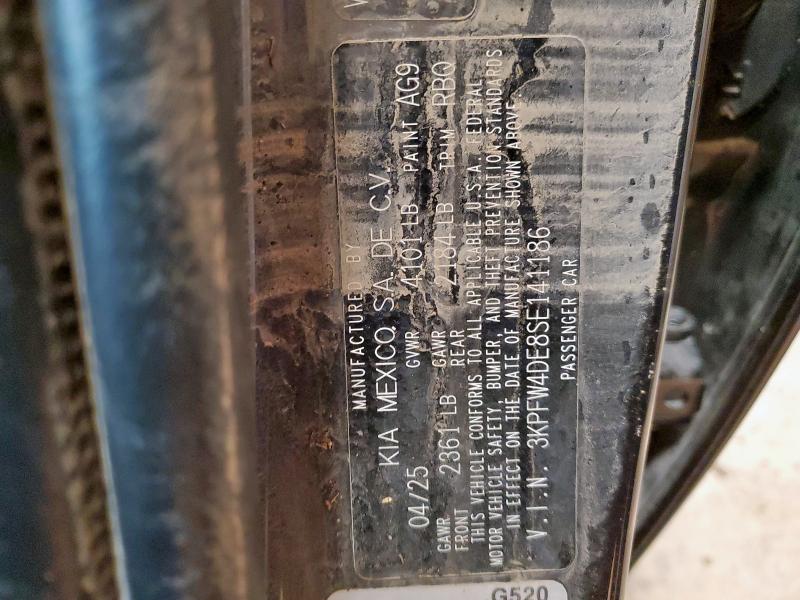 V
MANUFACTURED BY
KIA MEXICO, S.A. DE C.V.
04/25 GVWR 4101 LB PAINT AG9
GAWR FRONT 2361 LB GAWR REAR 2184 LB TRIM RBQ
THIS VEHICLE CONFORMS TO ALL APPLICABLE U.S.A. FEDERAL
MOTOR VEHICLE SAFETY, BUMPER, AND THEFT PREVENTION STANDARDS
IN EFFECT ON THE DATE OF MANUFACTURE SHOWN ABOVE.
V.I.N. 3KPFW4DE8SE141186
PASSENGER CAR
G520